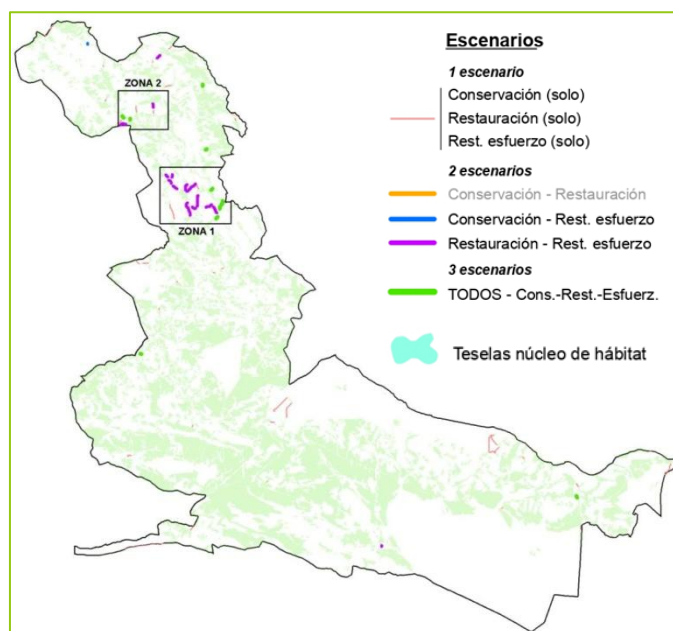 Escenarios
1 escenario
Conservación (solo)
Restauración (solo)
Rest. esfuerzo (solo)
2 escenarios
Conservación - Restauración
Conservación - Rest. esfuerzo
Restauración - Rest. esfuerzo
3 escenarios
TODOS - Cons.-Rest.-Esfuerz.
Teselas núcleo de hábitat
ZONA 2
ZONA 1